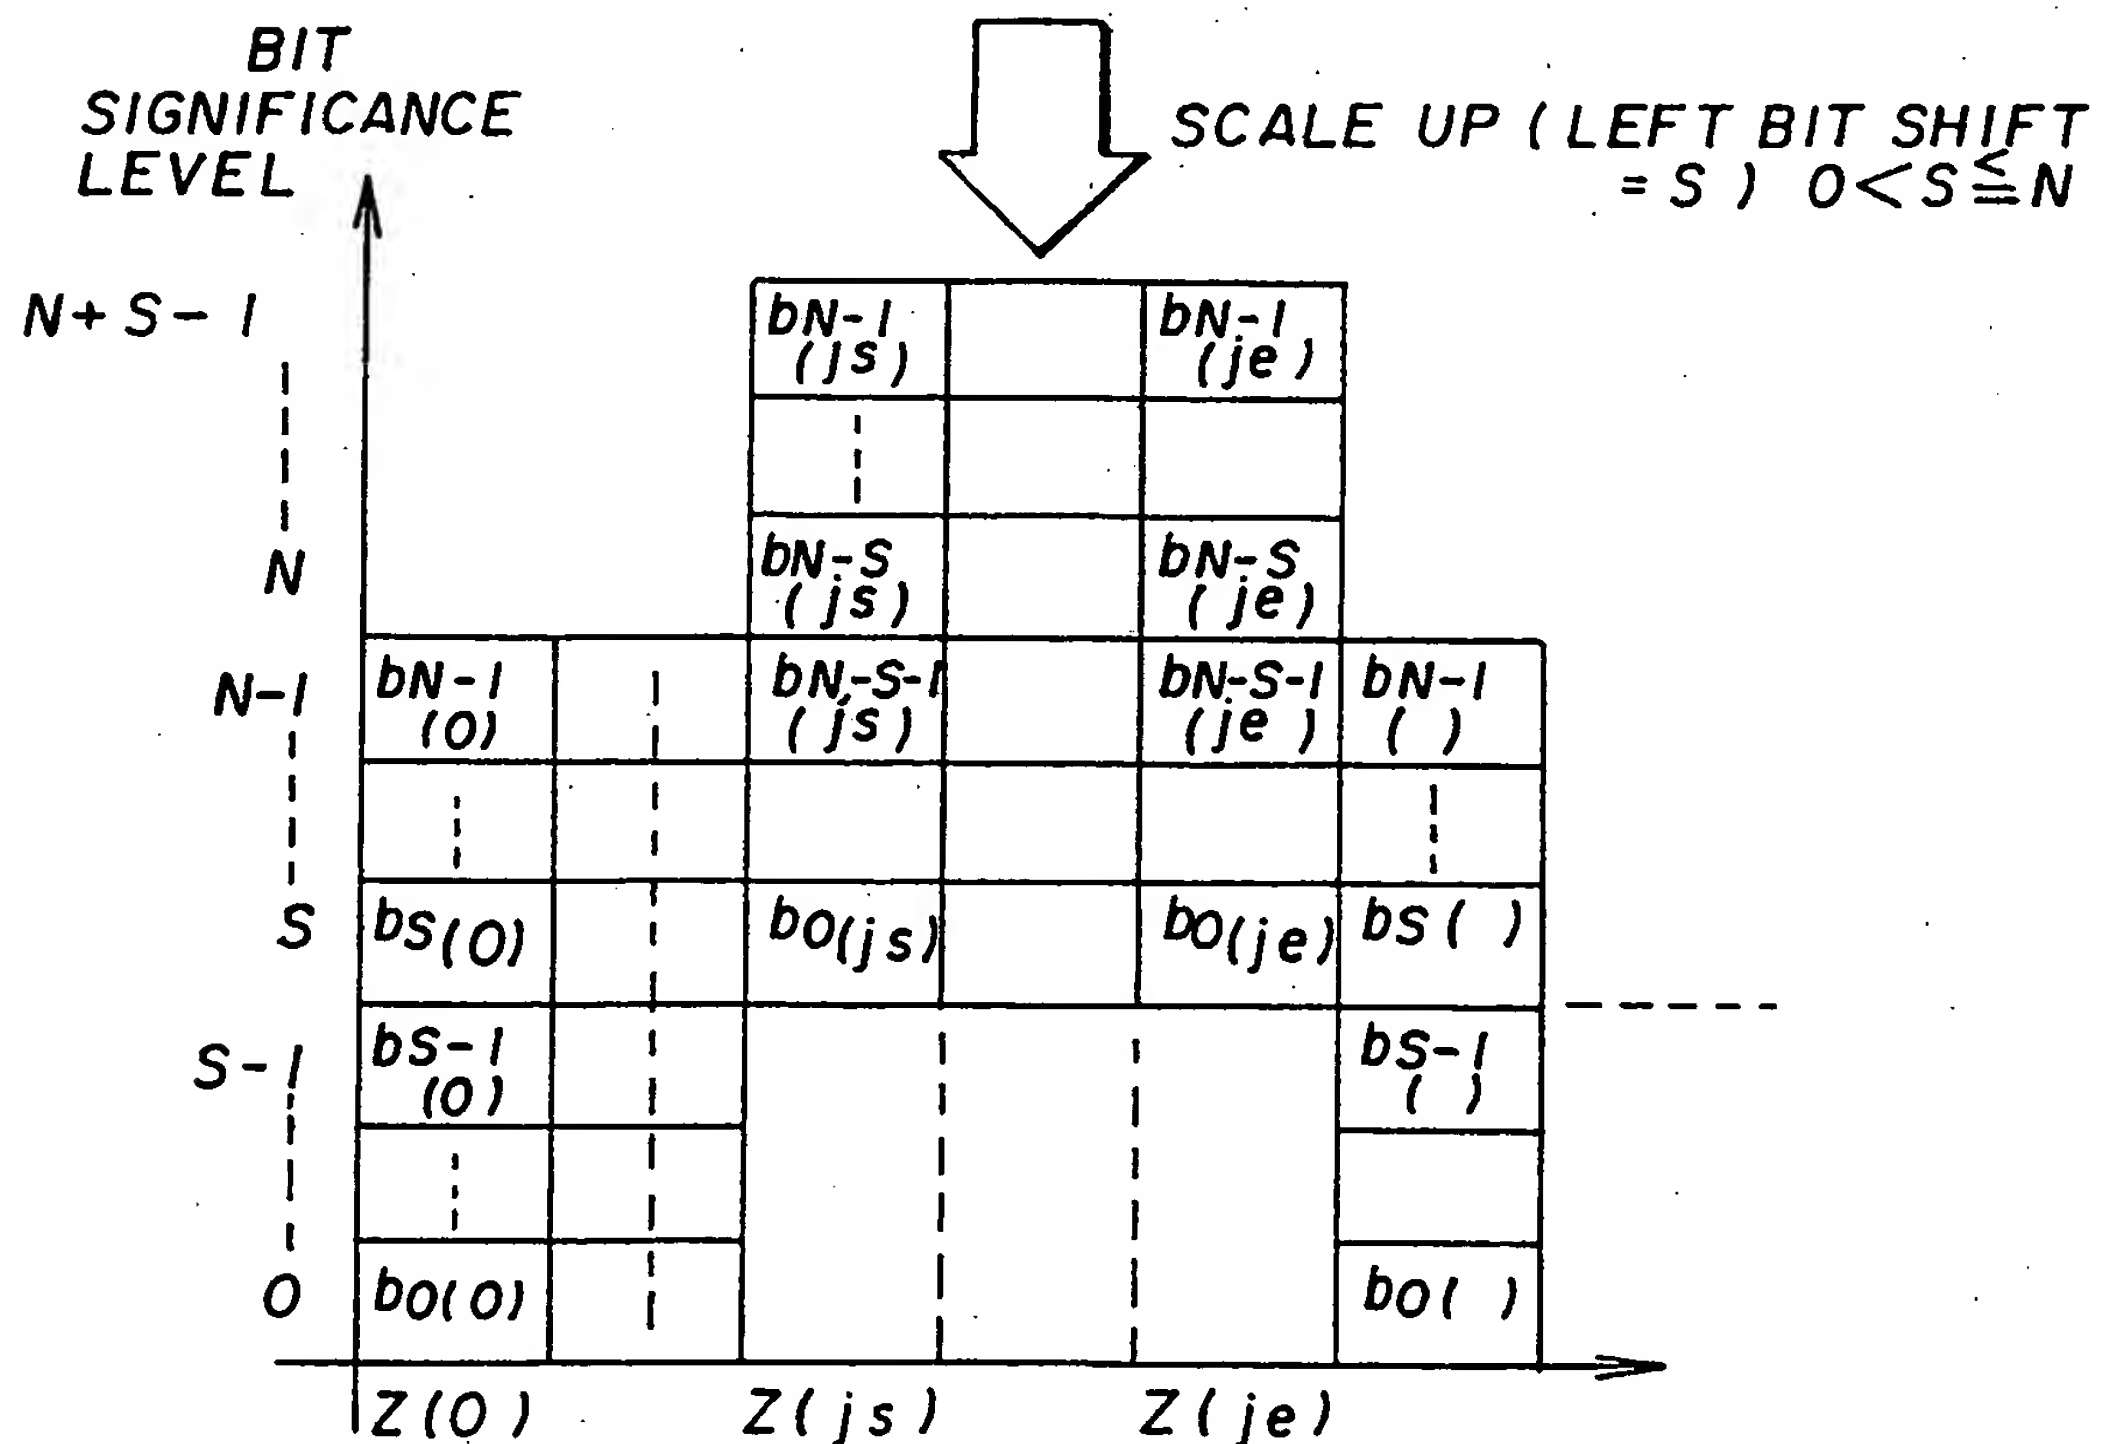 BIT
SIGNIFICANCE
LEVEL
SCALE UP ( LEFT BIT SHIFT
= S ) 0 < S ≦ N
N + S - 1
bN-1
(js)
bN-1
(je)
N
bN-S
(js)
bN-S
(je)
N-1
bN-1
(0)
bN-S-1
(js)
bN-S-1
(je)
bN-1
( )
S
bS(0)
b0(js)
b0(je)
bS( )
S-1
bS-1
(0)
bS-1
( )
0
b0(0)
b0( )
Z(0)
Z(js)
Z(je)